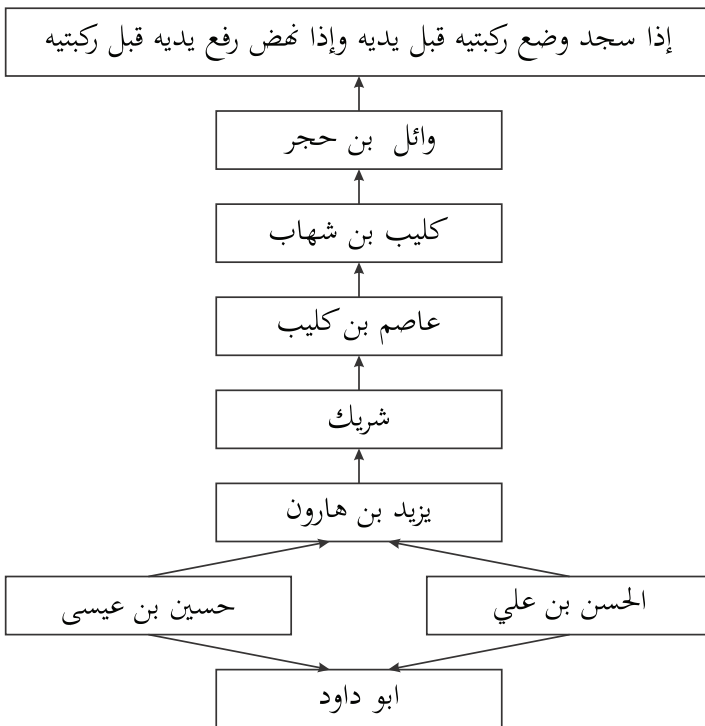 إذا سجد وضع ركبتيه قبل يديه وإذا نهض رفع يديه قبل ركبتيه
وائل بن حجر
كليب بن شهاب
عاصم بن كليب
شريك
يزيد بن هارون
الحسن بن علي
حسين بن عيسى
ابو داود